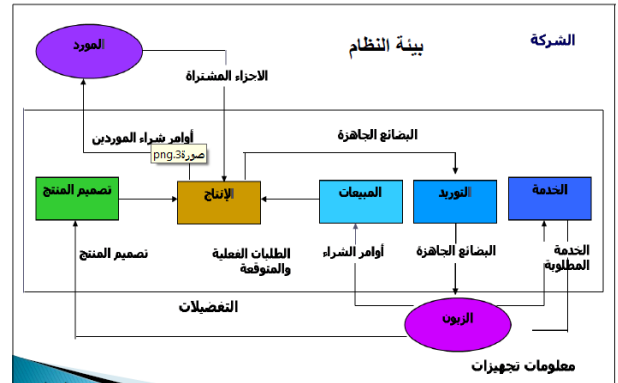 الشركة
بيئة النظام
المورد
الاجزاء المشتراة
أوامر شراء الموردين
صورة3.png
البضائع الجاهزة
تصميم المنتج
الإنتاج
المبيعات
التوريد
الخدمة
تصميم المنتج
الطلبات الفعلية
والمتوقعة
أوامر الشراء
البضائع الجاهزة
الخدمة
المطلوبة
التغضيلات
الزبون
معلومات تجهيزات